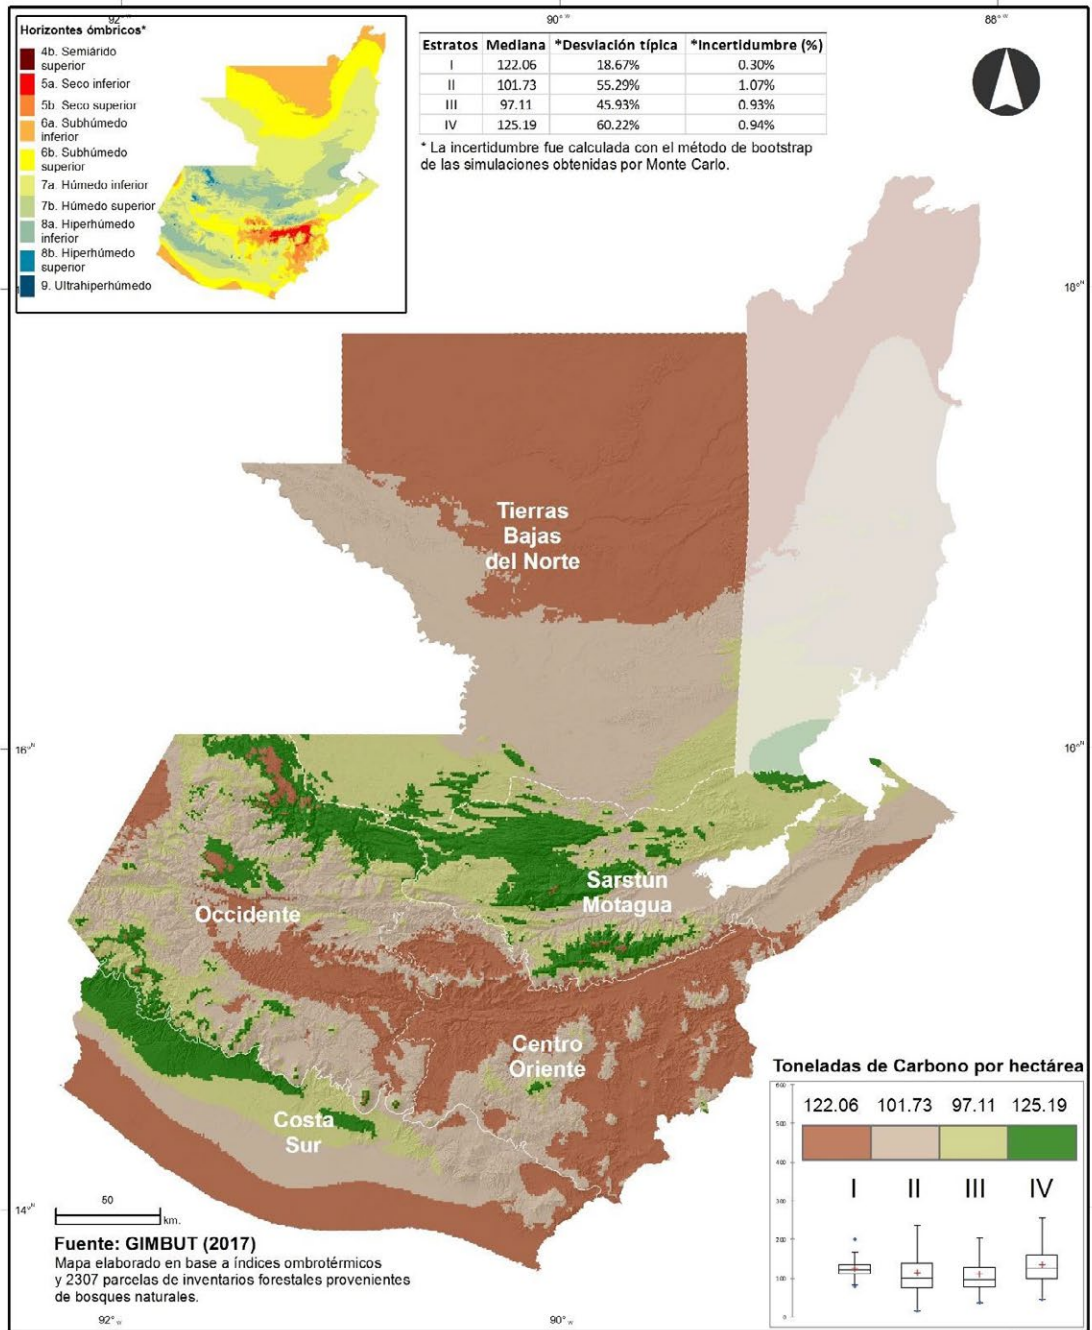 92°W
90°W
88°W
Horizontes ómbricos*
4b. Semiárido
superior
5a. Seco inferior
5b. Seco superior
6a. Subhúmedo
inferior
6b. Subhúmedo
superior
7a. Húmedo inferior
7b. Húmedo superior
8a. Hiperhúmedo
inferior
8b. Hiperhúmedo
superior
9. Ultrahiperhúmedo
Estratos Mediana *Desviación típica *Incertidumbre (%)
I 122.06 18.67% 0.30%
II 101.73 55.29% 1.07%
III 97.11 45.93% 0.93%
IV 125.19 60.22% 0.94%
* La incertidumbre fue calculada con el método de bootstrap
de las simulaciones obtenidas por Monte Carlo.
18°N
Tierras
Bajas
del Norte
16°N
Sarstún
Motagua
Occidente
Centro
Oriente
Costa
Sur
14°N
50
km.
Fuente: GIMBUT (2017)
Mapa elaborado en base a índices ombrotérmicos
y 2307 parcelas de inventarios forestales provenientes
de bosques naturales.
92°W
90°W
Toneladas de Carbono por hectárea
122.06 101.73 97.11 125.19
I II III IV
600
500
400
300
200
100
0